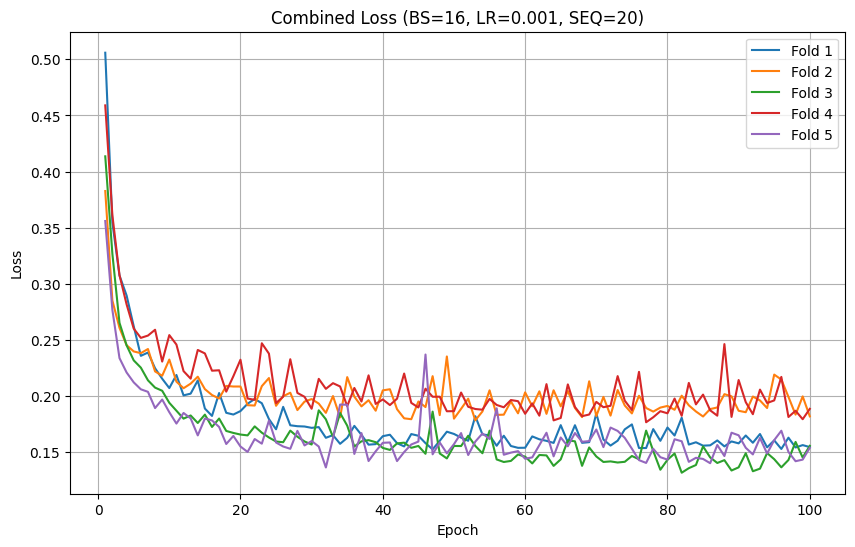 Combined Loss (BS=16, LR=0.001, SEQ=20)
Fold 1
Fold 2
Fold 3
Fold 4
Fold 5
Loss
0.50
0.45
0.40
0.35
0.30
0.25
0.20
0.15
0
20
40
60
80
100
Epoch